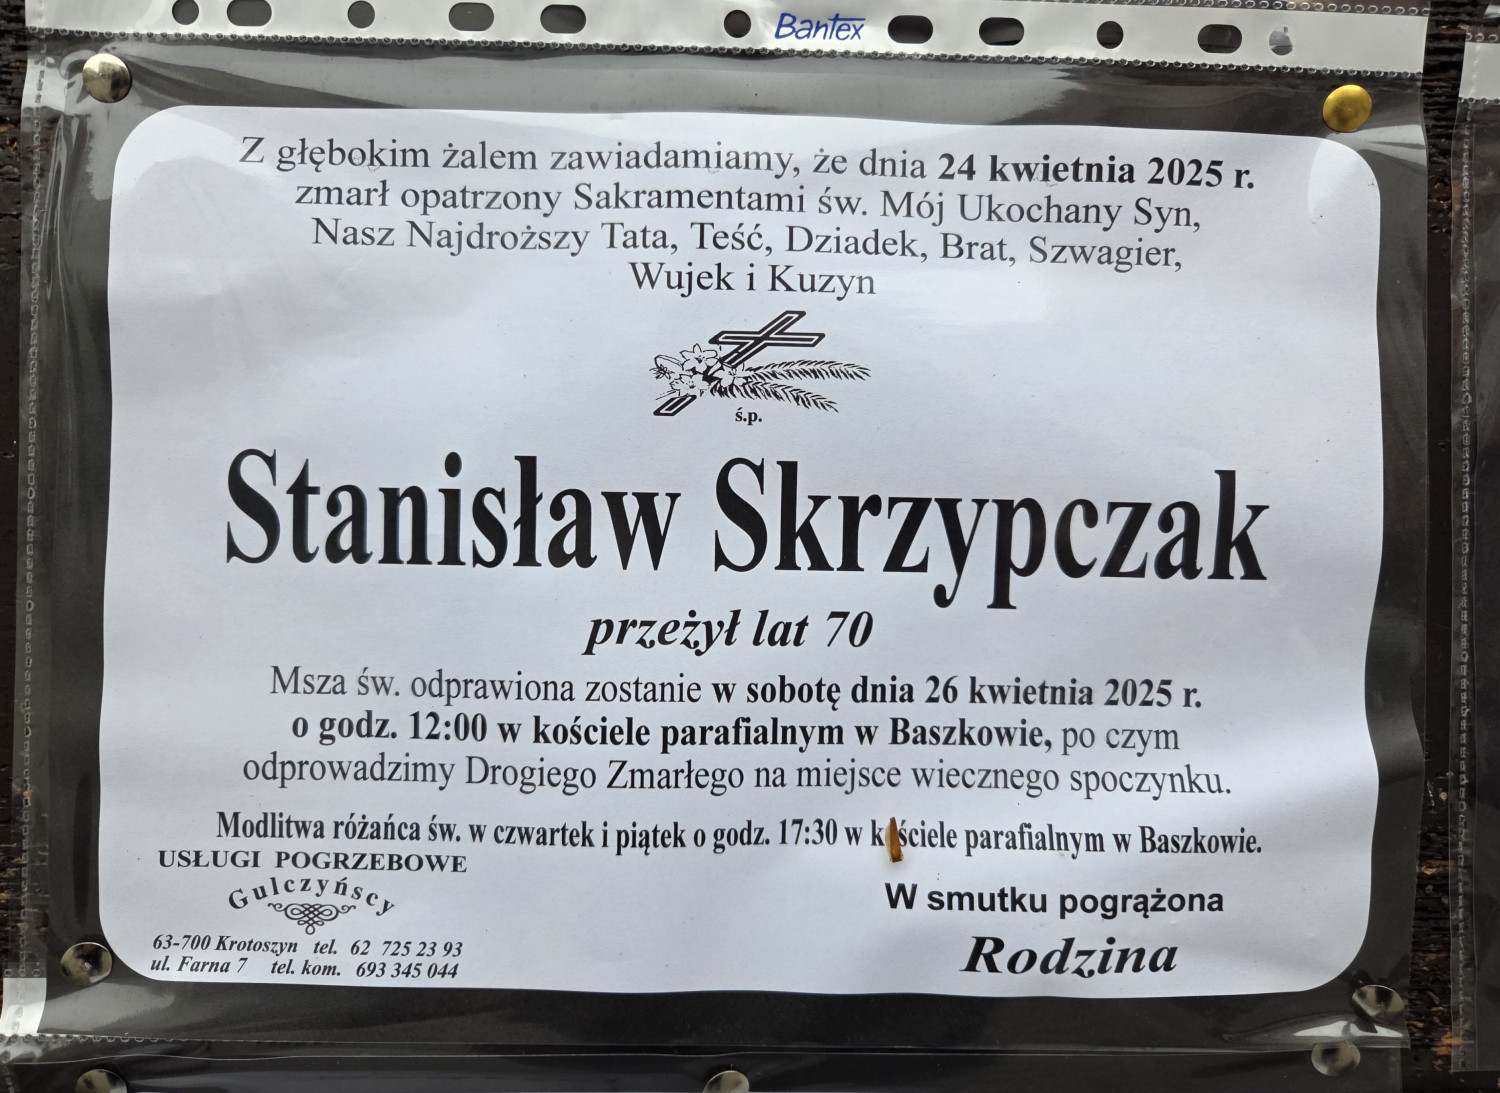 Bantex
Z głębokim żalem zawiadamiamy, że dnia 24 kwietnia 2025 r.
zmarł opatrzony Sakramentami św. Mój Ukochany Syn,
Nasz Najdroższy Tata, Teść, Dziadek, Brat, Szwagier,
Wujek i Kuzyn
ś.p.
Stanisław Skrzypczak
przeżył lat 70
Msza św. odprawiona zostanie w sobotę dnia 26 kwietnia 2025 r.
o godz. 12:00 w kościele parafialnym w Baszkowie, po czym
odprowadzimy Drogiego Zmarłego na miejsce wiecznego spoczynku.
Modlitwa różańca św. w czwartek i piątek o godz. 17:30 w kościele parafialnym w Baszkowie.
USŁUGI POGRZEBOWE
Gulczyńscy
63-700 Krotoszyn tel. 62 725 23 93
ul. Farna 7 tel. kom. 693 345 044
W smutku pogrążona
Rodzina